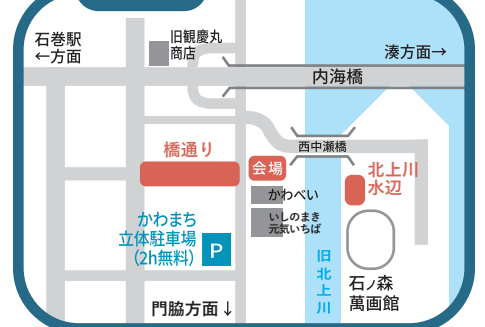 石巻駅
←方面
旧観慶丸
商店
湊方面→
内海橋
西中瀬橋
橋通り
会場
北上川
水辺
かわべい
いしのまき
元気いちば
かわまち
立体駐車場
（2h無料）
P
旧北上川
石ノ森
萬画館
門脇方面↓